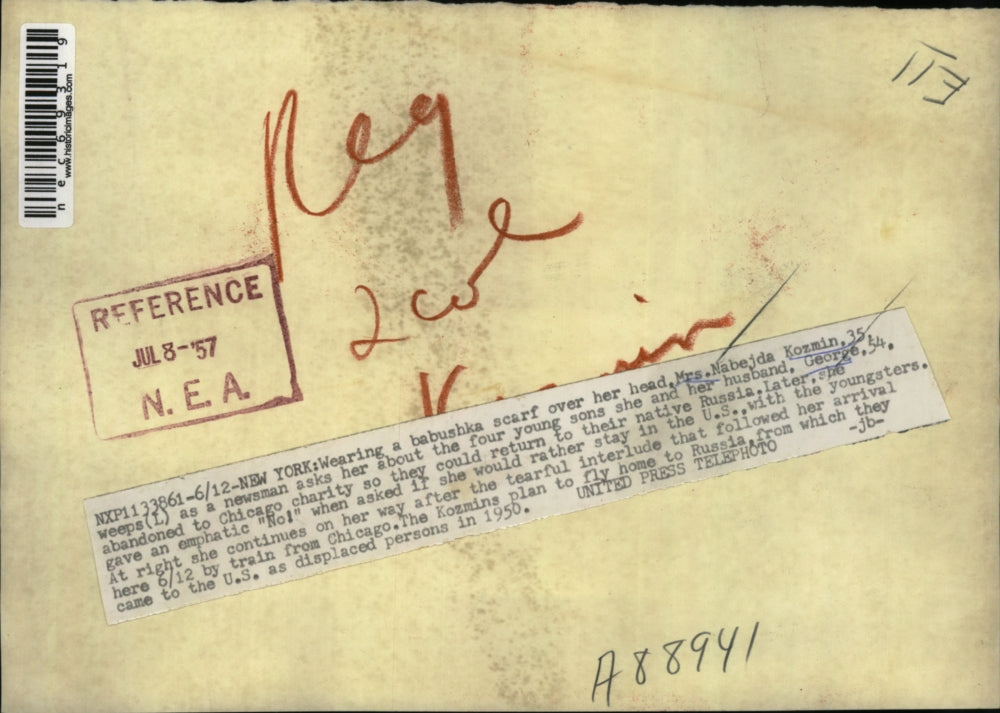 nec69319
www.historicimages.com
113
Reg
2 col
REFERENCE
JUL 8-'57
N. E. A.
NXP1133861-6/12-NEW YORK:Wearing a babushka scarf over her head,Mrs.Nabejda Kozmin,35,
weeps(L) as a newsman asks her about the four young sons she and her husband, George,54,
abandoned to Chicago charity so they could return to their native Russia.Later,she
gave an emphatic "No!" when asked if she would rather stay in the U.S.,with the youngsters.
At right she continues on her way after the tearful interlude that followed her arrival
here 6/12 by train from Chicago.The Kozmins plan to fly home to Russia,from which they
came to the U.S. as displaced persons in 1950.
UNITED PRESS TELEPHOTO
-jb-
A88941